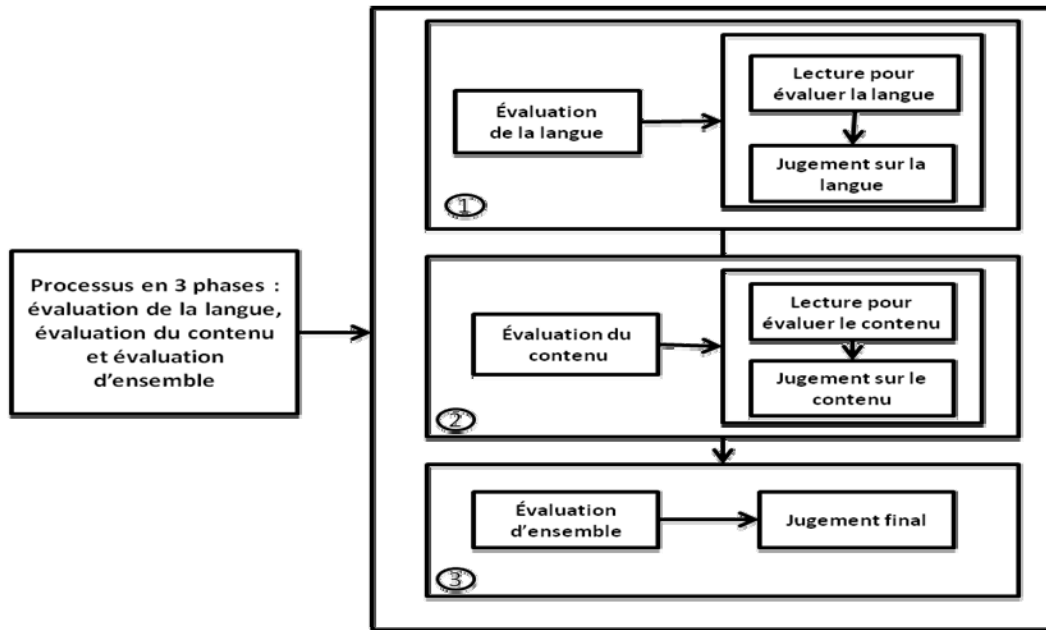 Processus en 3 phases :
évaluation de la langue,
évaluation du contenu
et évaluation
d'ensemble
Évaluation
de la langue
Lecture pour
évaluer la langue
Jugement sur la
langue
1
Évaluation du
contenu
Lecture pour
évaluer le contenu
Jugement sur le
contenu
2
Évaluation
d'ensemble
Jugement final
3